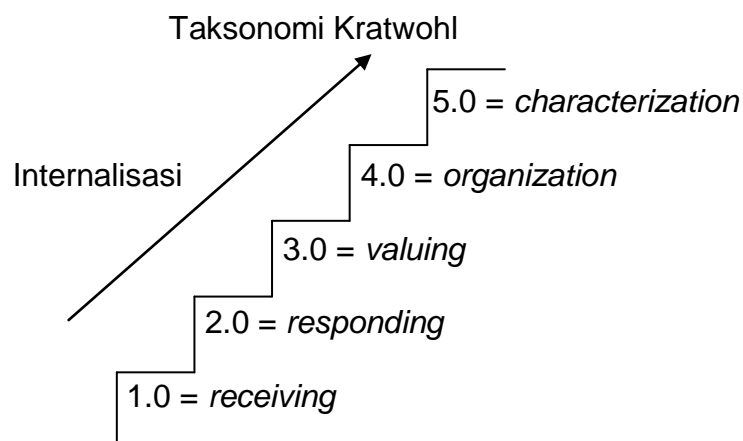 Taksonomi Kratwohl
5.0 = characterization
Internalisasi
4.0 = organization
3.0 = valuing
2.0 = responding
1.0 = receiving